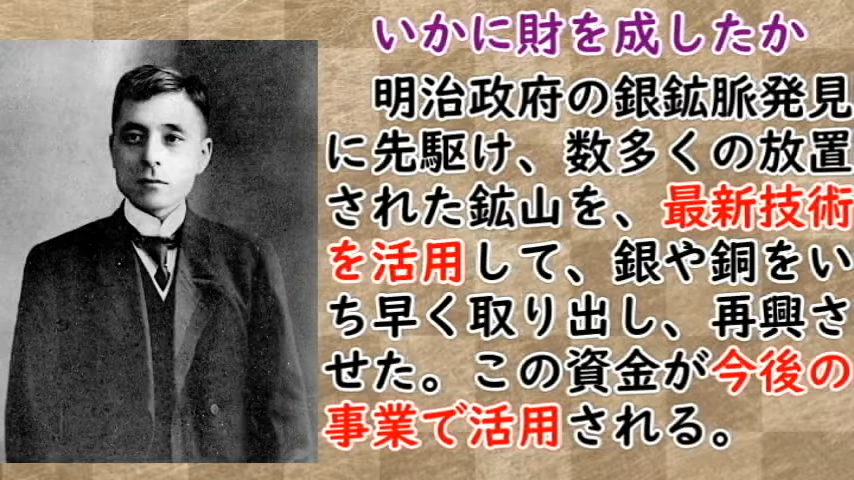 いかに財を成したか
明治政府の銀鉱脈発見
に先駆け、数多くの放置
された鉱山を、最新技術
を活用して、銀や銅をい
ち早く取り出し、再興さ
せた。この資金が今後の
事業で活用される。